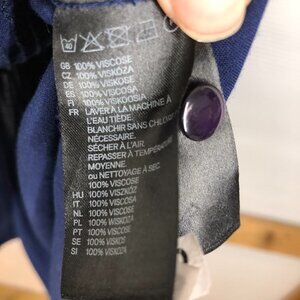 40
GB 100% VISCOSE
CZ 100% VISKÓZA
DE 100% VISKOSE
ES 100% VISCOSA
FI 100% VISKOOSIA
FR LAVER À LA MACHINE À
L'EAU TIÈDE.
BLANCHIR SANS CHLORE
NÉCESSAIRE.
SÉCHER À L'AIR
REPASSER À TEMPÉRATURE
MOYENNE
ou NETTOYAGE À SEC.
100% VISCOSE
HU 100% VISZKÓZ
IT 100% VISCOSA
NL 100% VISCOSE
PL 100% WISKOZA
PT 100% VISCOSE
SE 100% VISKOS
SI 100% VISKOZA